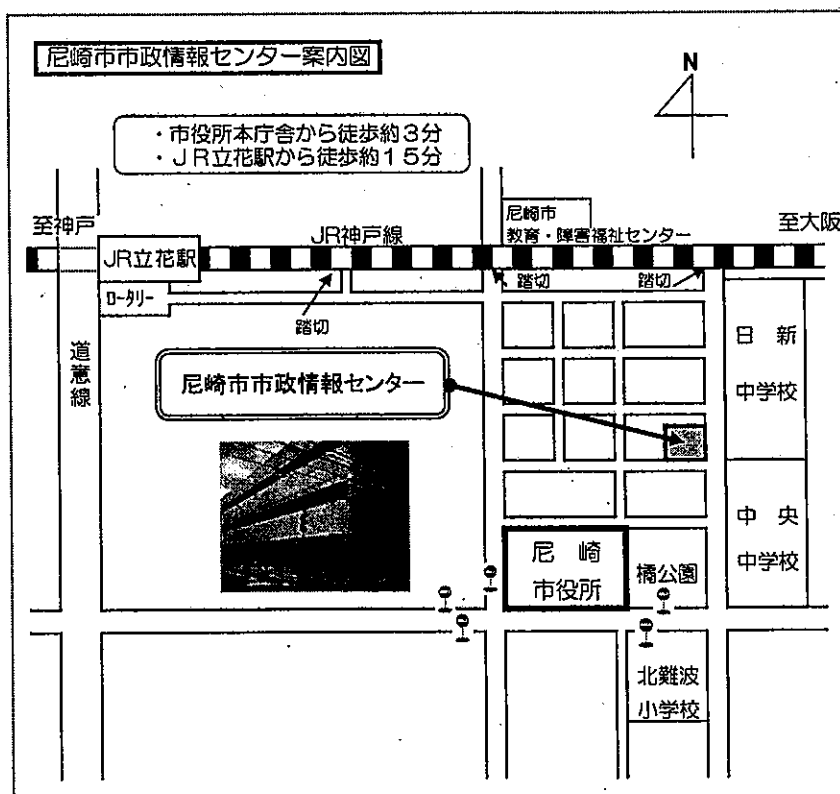 尼崎市市政情報センター案内図
N
・市役所本庁舎から徒歩約3分
・JR立花駅から徒歩約15分
至神戸
JR神戸線
尼崎市
教育・障害福祉センター
至大阪
JR立花駅
ロータリー
踏切
踏切
踏切
道意線
尼崎市市政情報センター
日新
中学校
中央
中学校
尼崎
市役所
橘公園
北難波
小学校